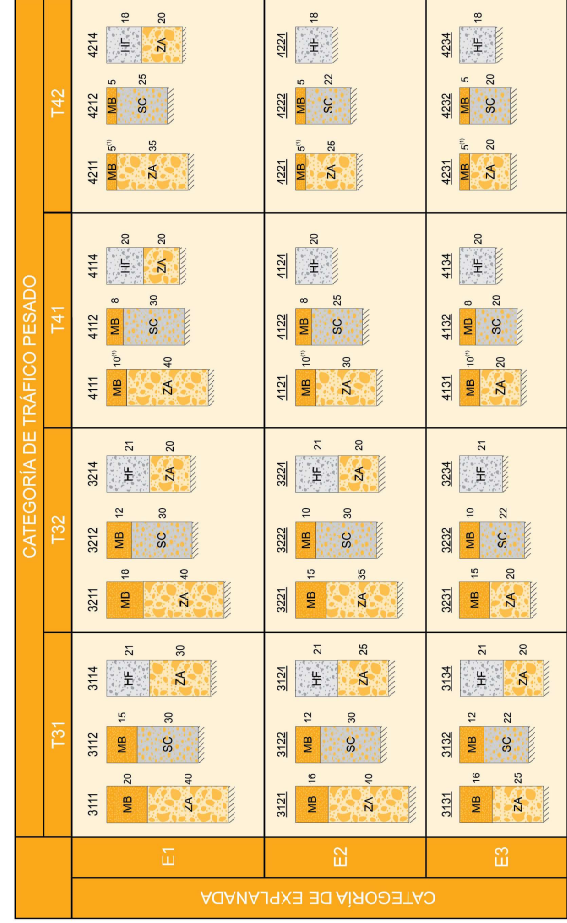 CATEGORÍA DE TRÁFICO PESADO
T31 T32 T41 T42
CATEGORÍA DE EXPLANADA
E1
3111 3112 3114 3211 3212 3214 4111 4112 4114 4211 4212 4214
MB 20 MB 15 HF 21 MB 18 MB 12 HF 21 MB 10(1) MB 8 HF 20 MB 5(1) MB 5 HF 18
ZA 40 SC 30 ZA 30 ZA 40 SC 30 ZA 20 ZA 40 SC 30 ZA 20 ZA 35 SC 25 ZA 20
E2
3121 3122 3124 3221 3222 3224 4121 4122 4124 4221 4222 4224
MB 16 MB 12 HF 21 MB 15 MB 10 HF 21 MB 10(1) MB 8 HF 20 MB 5(1) MB 5 HF 18
ZA 40 SC 30 ZA 25 ZA 35 SC 30 ZA 20 ZA 30 SC 25 ZA 25 SC 22
E3
3131 3132 3134 3231 3232 3234 4131 4132 4134 4231 4232 4234
MB 16 MB 12 HF 21 MB 15 MB 10 HF 21 MB 10(1) MB 8 HF 20 MB 5(1) MB 5 HF 18
ZA 25 SC 22 ZA 20 ZA 20 SC 22 ZA 20 SC 20 ZA 20 SC 20